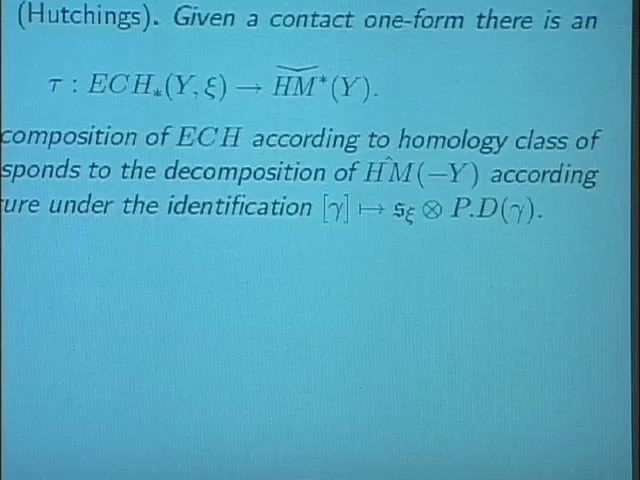 (Hutchings). Given a contact one-form there is an
τ : ECH_*(Y, ξ) → \widecheck{HM}^*(Y).
composition of ECH according to homology class of
sponds to the decomposition of \hat{HM}(−Y) according
ure under the identification [γ] ↦ 𝔰_ξ ⊗ P.D(γ).